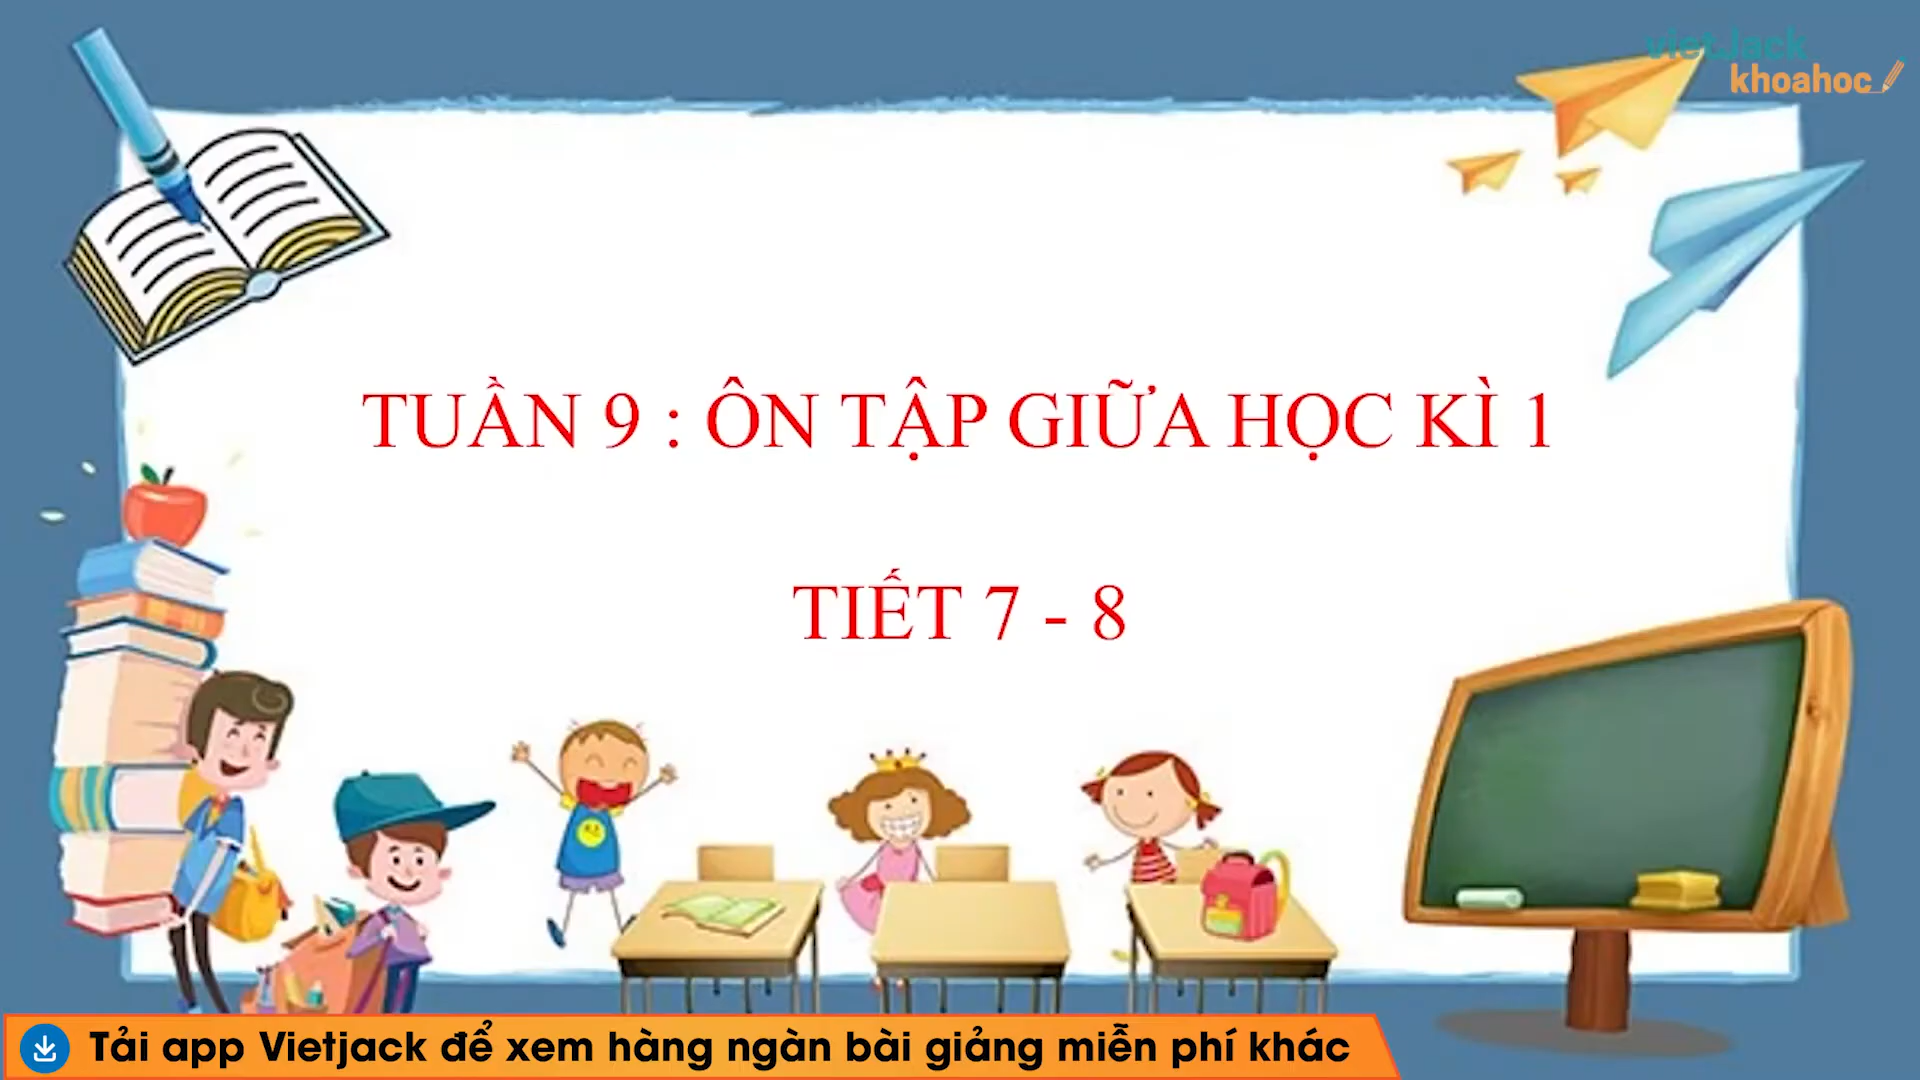 vietJack
khoahoc
TUẦN 9 : ÔN TẬP GIỮA HỌC KÌ 1
TIẾT 7 - 8
Tải app Vietjack để xem hàng ngàn bài giảng miễn phí khác